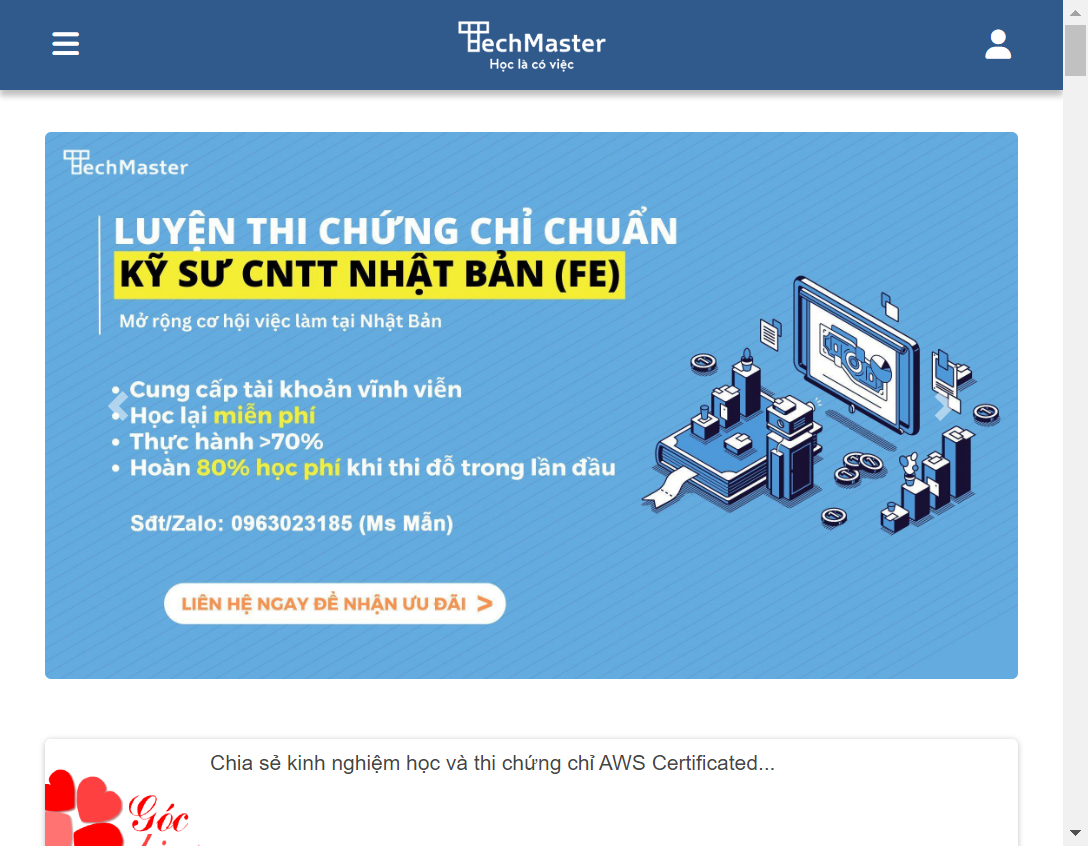 TechMaster
Học là có việc
TechMaster
LUYỆN THI CHỨNG CHỈ CHUẨN
KỸ SƯ CNTT NHẬT BẢN (FE)
Mở rộng cơ hội việc làm tại Nhật Bản
• Cung cấp tài khoản vĩnh viễn
• Học lại miễn phí
• Thực hành >70%
• Hoàn 80% học phí khi thi đỗ trong lần đầu
Sđt/Zalo: 0963023185 (Ms Mẫn)
LIÊN HỆ NGAY ĐỂ NHẬN ƯU ĐÃI >
Chia sẻ kinh nghiệm học và thi chứng chỉ AWS Certificated...
Góc